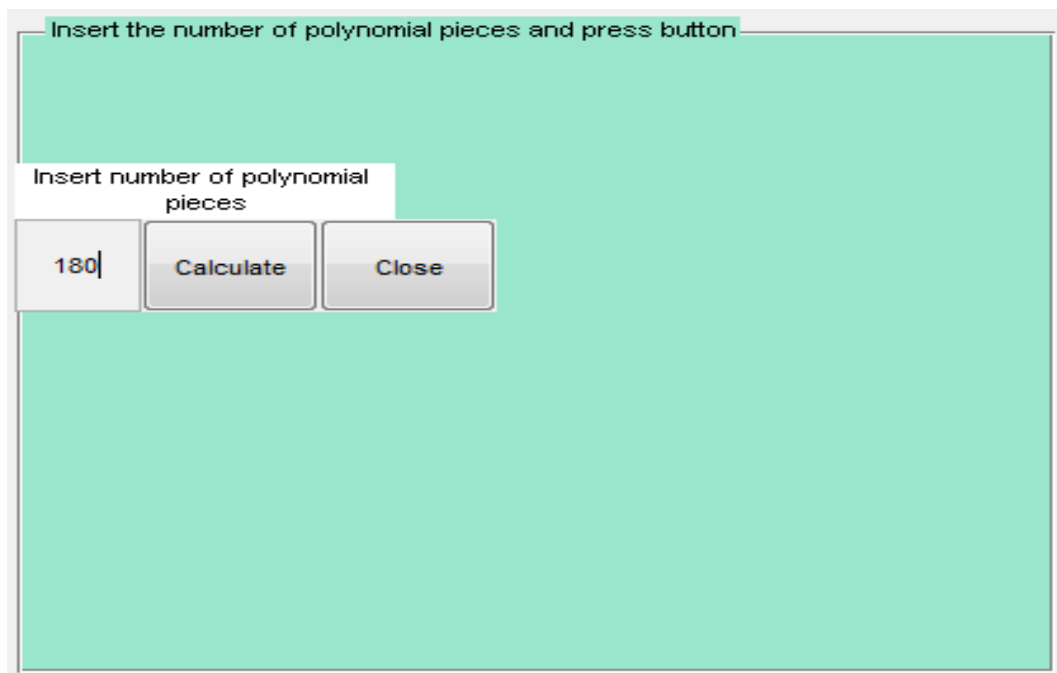 Insert the number of polynomial pieces and press button
Insert number of polynomial
pieces
180
Calculate
Close